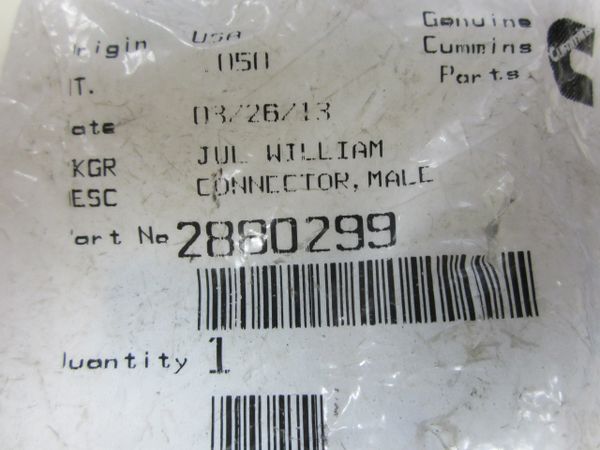 rigin USA Genuine
.050 Cummins
T. Parts
ate 03/26/13
KGR JUL WILLIAM
ESC CONNECTOR, MALE
art No 2880299
uantity 1
Cummins